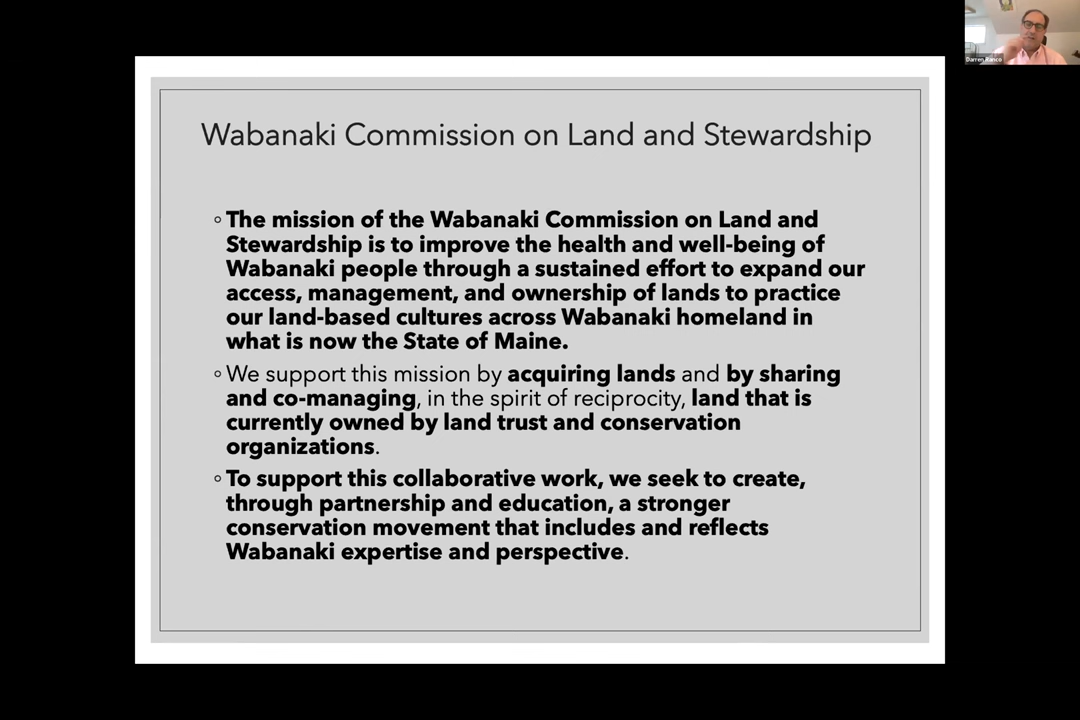 Wabanaki Commission on Land and Stewardship
Darren Ranco
◦ The mission of the Wabanaki Commission on Land and
Stewardship is to improve the health and well-being of
Wabanaki people through a sustained effort to expand our
access, management, and ownership of lands to practice
our land-based cultures across Wabanaki homeland in
what is now the State of Maine.
◦ We support this mission by acquiring lands and by sharing
and co-managing, in the spirit of reciprocity, land that is
currently owned by land trust and conservation
organizations.
◦ To support this collaborative work, we seek to create,
through partnership and education, a stronger
conservation movement that includes and reflects
Wabanaki expertise and perspective.